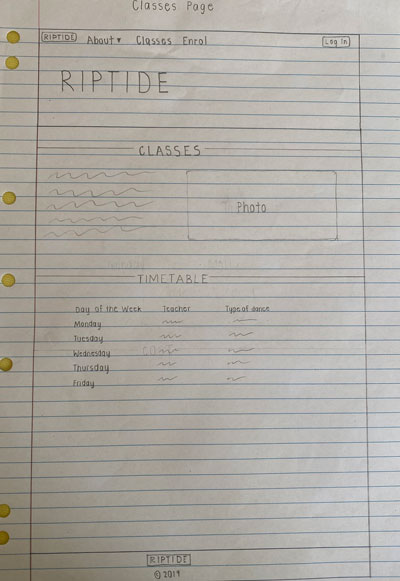 Classes Page
RIPTIDE About ▾ Classes Enrol Log In
RIPTIDE
CLASSES
Photo
TIMETABLE
Day of the Week Teacher Type of dance
Monday
Tuesday
Wednesday
Thursday
Friday
RIPTIDE
© 2019